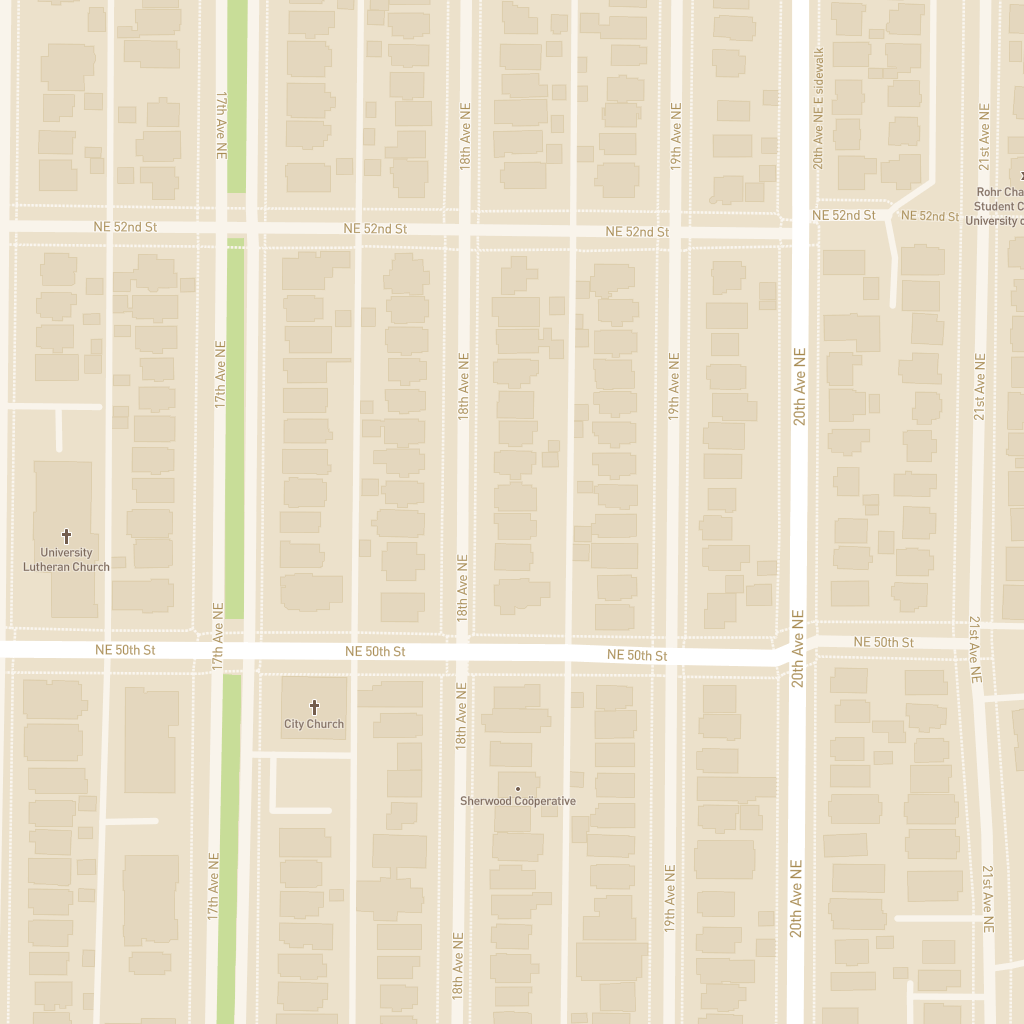 17th Ave NE
18th Ave NE
19th Ave NE
20th Ave NE E sidewalk
21st Ave NE
Rohr Cha
Student C
University o
NE 52nd St
NE 52nd St
NE 52nd St
NE 52nd St
NE 52nd St
17th Ave NE
18th Ave NE
19th Ave NE
20th Ave NE
21st Ave NE
University
Lutheran Church
18th Ave NE
17th Ave NE
20th Ave NE
21st Ave NE
NE 50th St
NE 50th St
NE 50th St
NE 50th St
18th Ave NE
City Church
Sherwood Coöperative
17th Ave NE
19th Ave NE
20th Ave NE
21st Ave NE
18th Ave NE